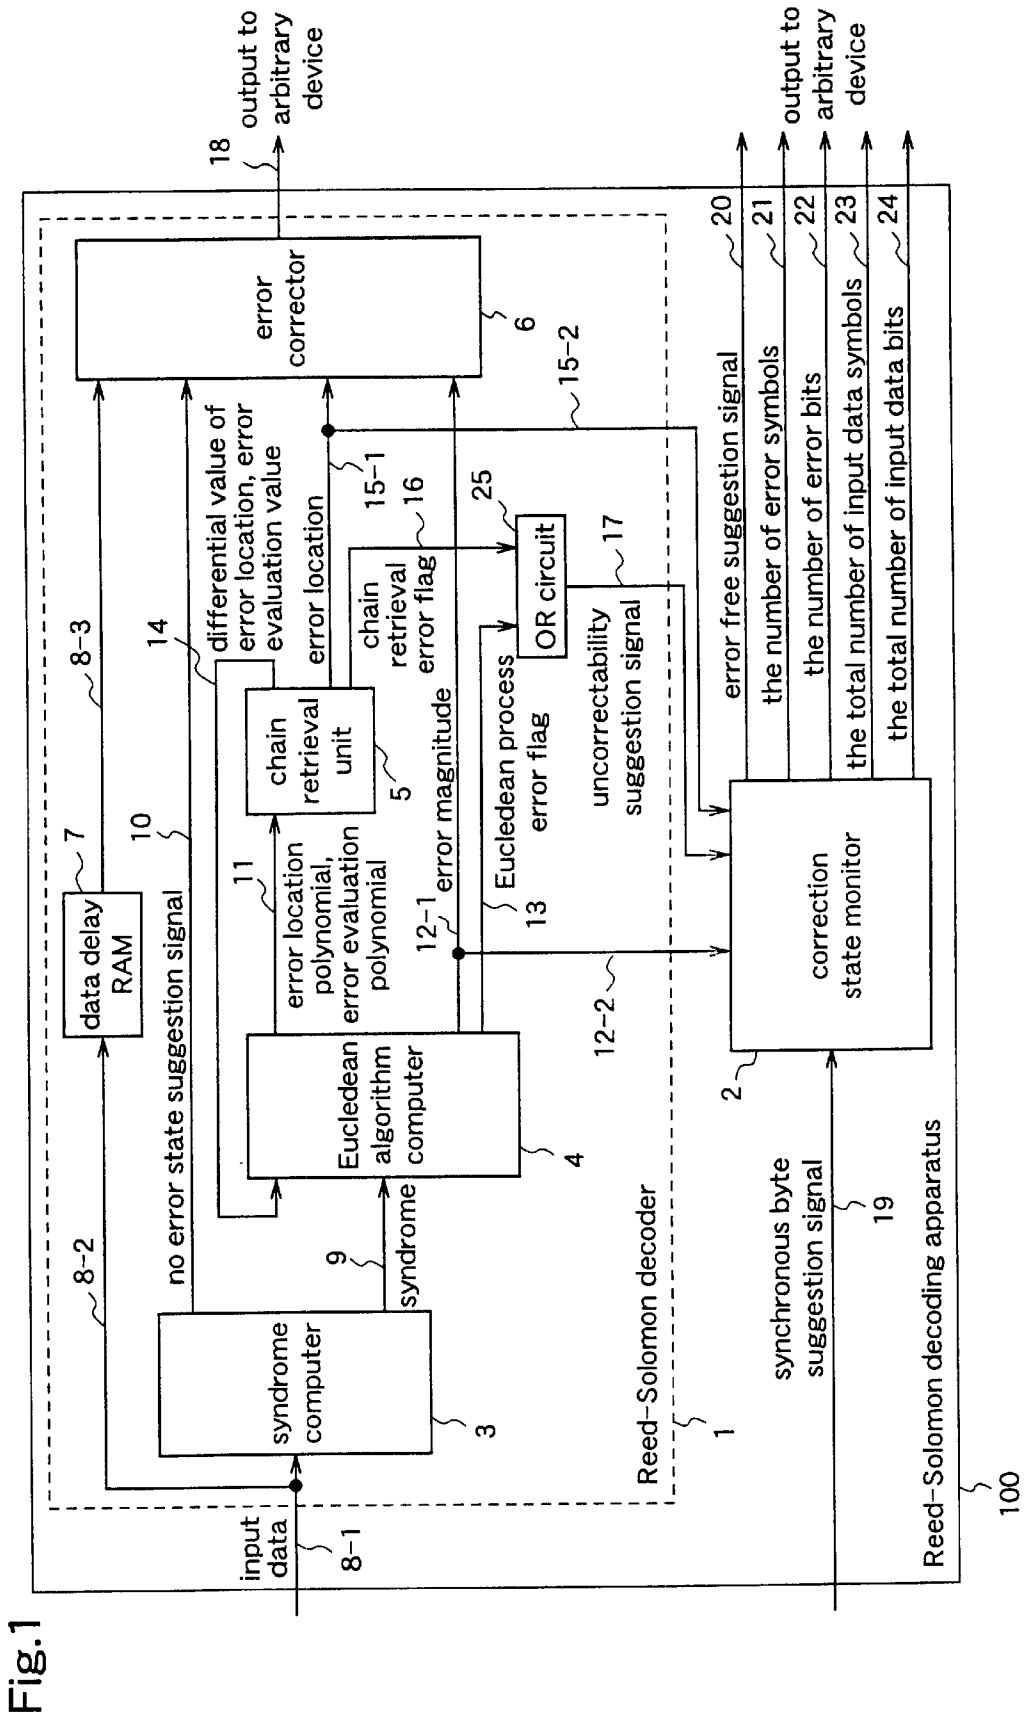 Fig.1
input
data
8-1
8-2
data delay
RAM
7
8-3
no error state suggestion signal
10
syndrome
computer
3
9
syndrome
Eucledean
algorithm
computer
4
11
error location
polynomial,
error evaluation
polynomial
14
differential value of
error location, error
evaluation value
chain
retrieval
unit
5
error location
15-1
chain
retrieval
error flag
16
12-1
error magnitude
13
Eucledean process
error flag
OR circuit
25
uncorrectability
suggestion signal
17
12-2
15-2
error
corrector
6
18
output to
arbitrary
device
Reed-Solomon decoder
1
synchronous byte
suggestion signal
19
correction
state monitor
2
error free suggestion signal
20
the number of error symbols
21
the number of error bits
22
the total number of input data symbols
23
the total number of input data bits
24
output to
arbitrary
device
Reed-Solomon decoding apparatus
100